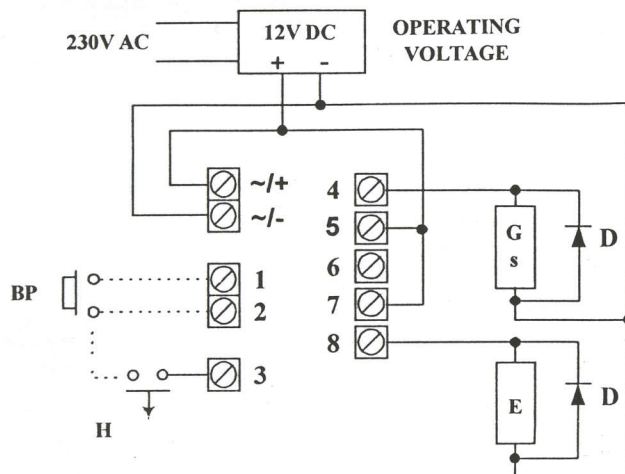 230V AC
12V DC
+ -
OPERATING
VOLTAGE
~/+
~/-
1
2
3
4
5
6
7
8
BP
H
G
s
D
E
D